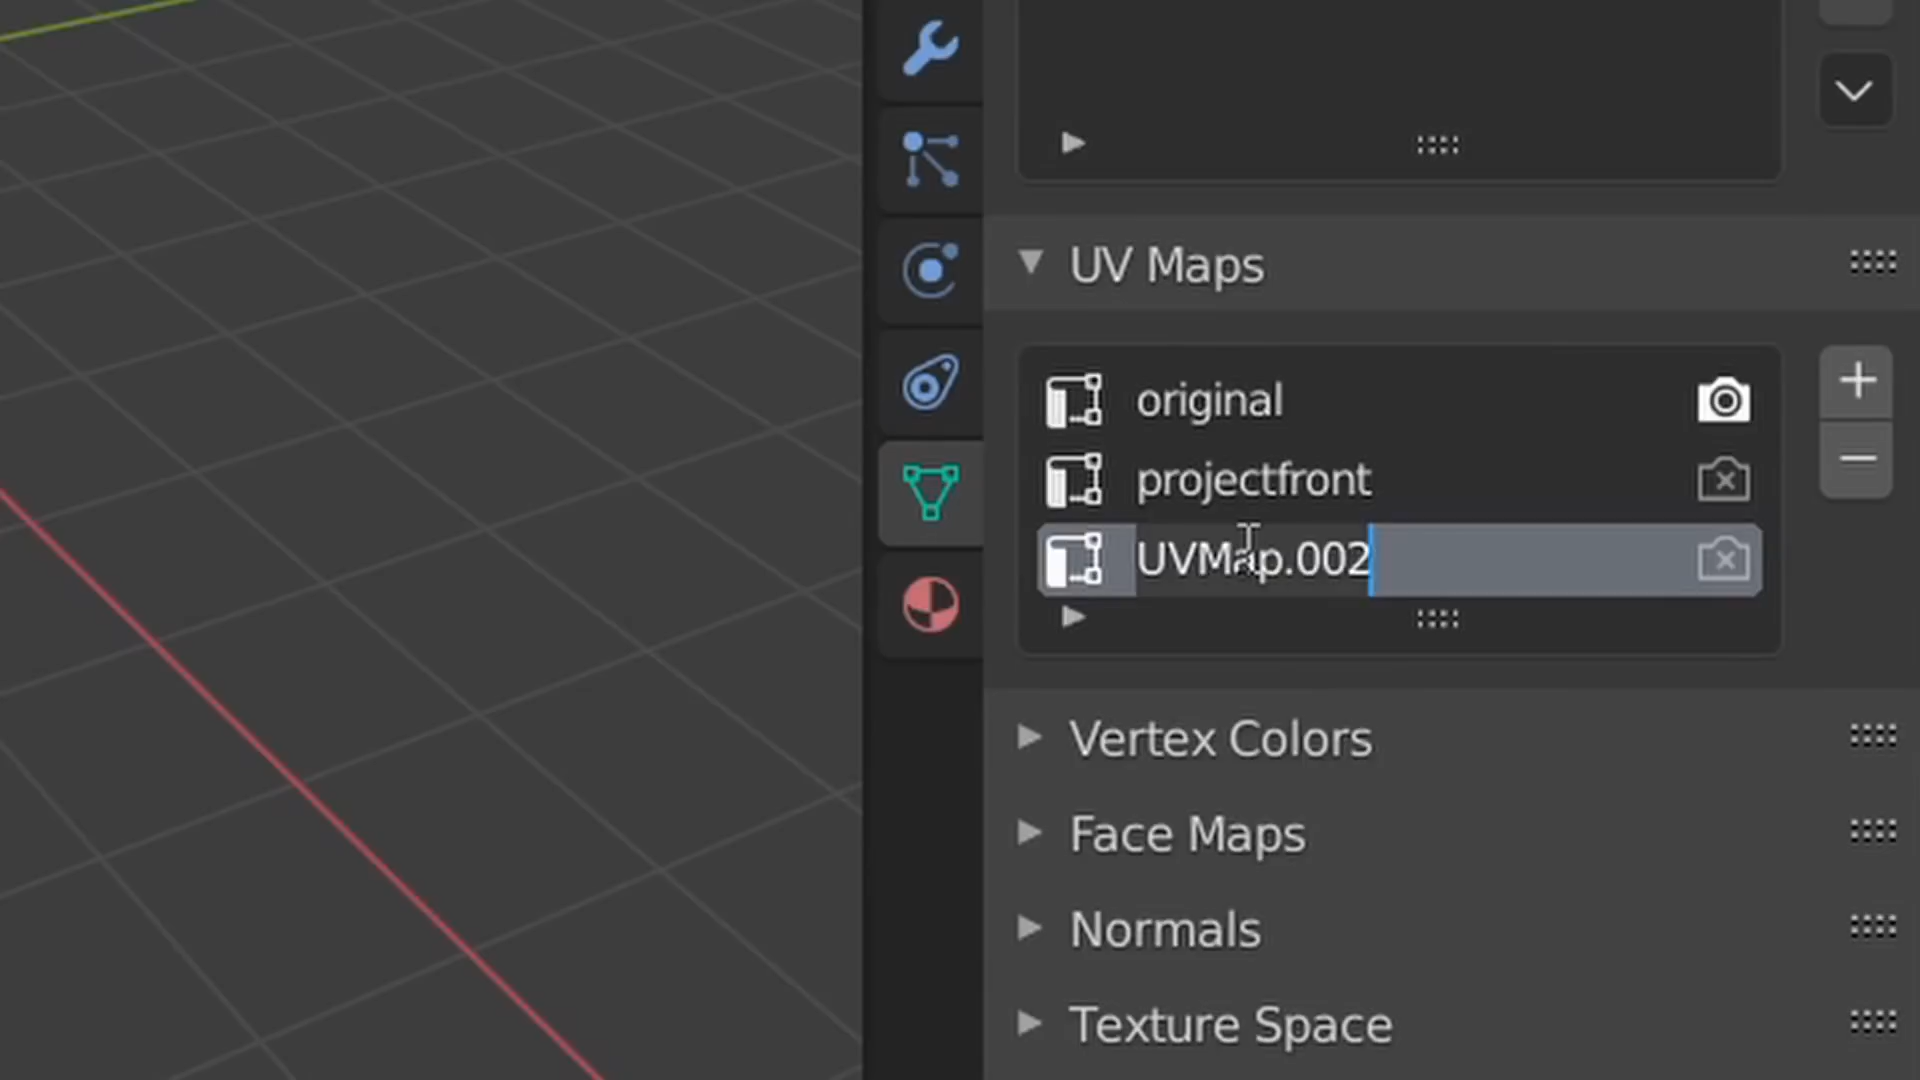 UV Maps
original
projectfront
UVMap.002
Vertex Colors
Face Maps
Normals
Texture Space